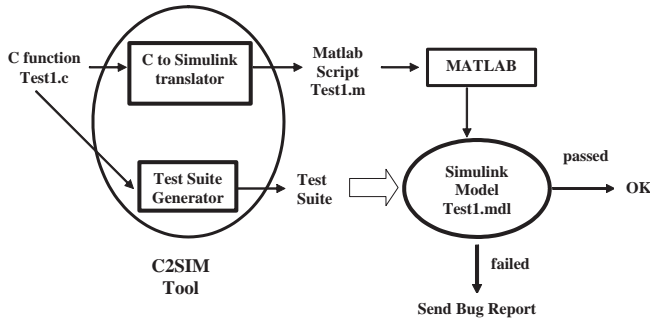 C function
Test1.c
C to Simulink
translator
Matlab
Script
Test1.m
MATLAB
Test Suite
Generator
Test
Suite
Simulink
Model
Test1.mdl
passed
OK
failed
Send Bug Report
C2SIM
Tool